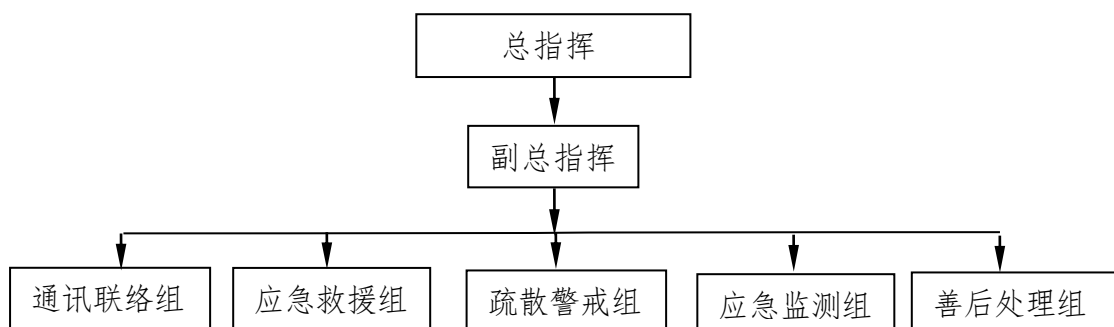 总指挥
副总指挥
通讯联络组
应急救援组
疏散警戒组
应急监测组
善后处理组